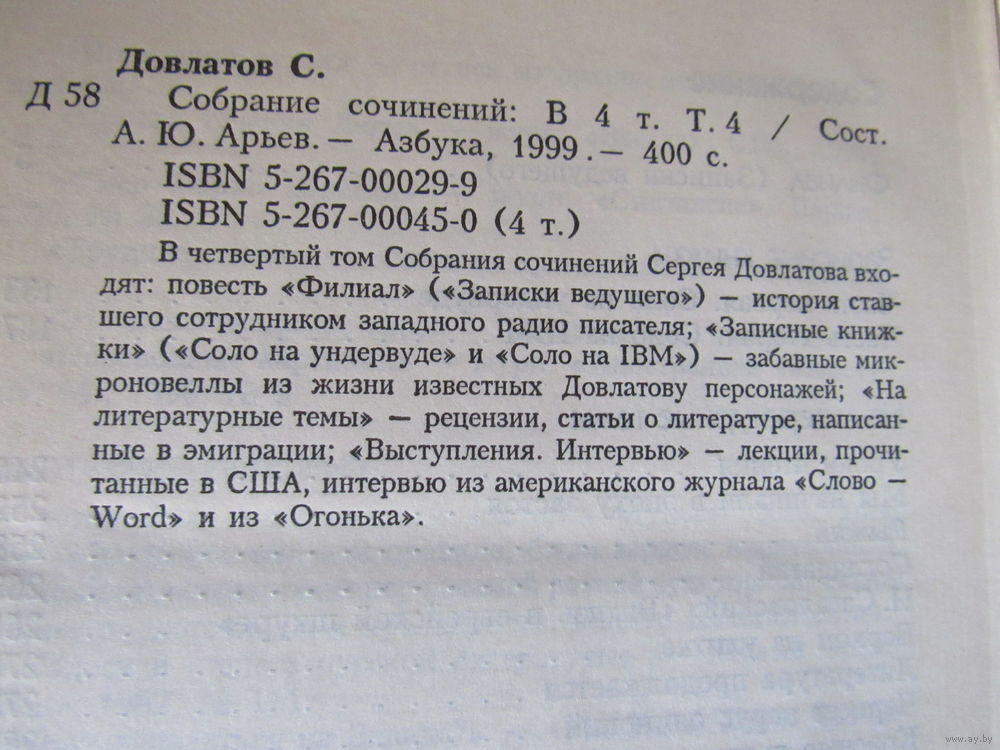 Довлатов С.
Д 58 Собрание сочинений: В 4 т. Т. 4 / Сост.
А. Ю. Арьев. — Азбука, 1999. — 400 с.
ISBN 5-267-00029-9
ISBN 5-267-00045-0 (4 т.)
В четвертый том Собрания сочинений Сергея Довлатова вхо-
дят: повесть «Филиал» («Записки ведущего») — история став-
шего сотрудником западного радио писателя; «Записные книж-
ки» («Соло на ундервуде» и «Соло на IBM») — забавные мик-
роновеллы из жизни известных Довлатову персонажей; «На
литературные темы» — рецензии, статьи о литературе, написан-
ные в эмиграции; «Выступления. Интервью» — лекции, прочи-
танные в США, интервью из американского журнала «Слово —
Word» и из «Огонька».
www.ay.by